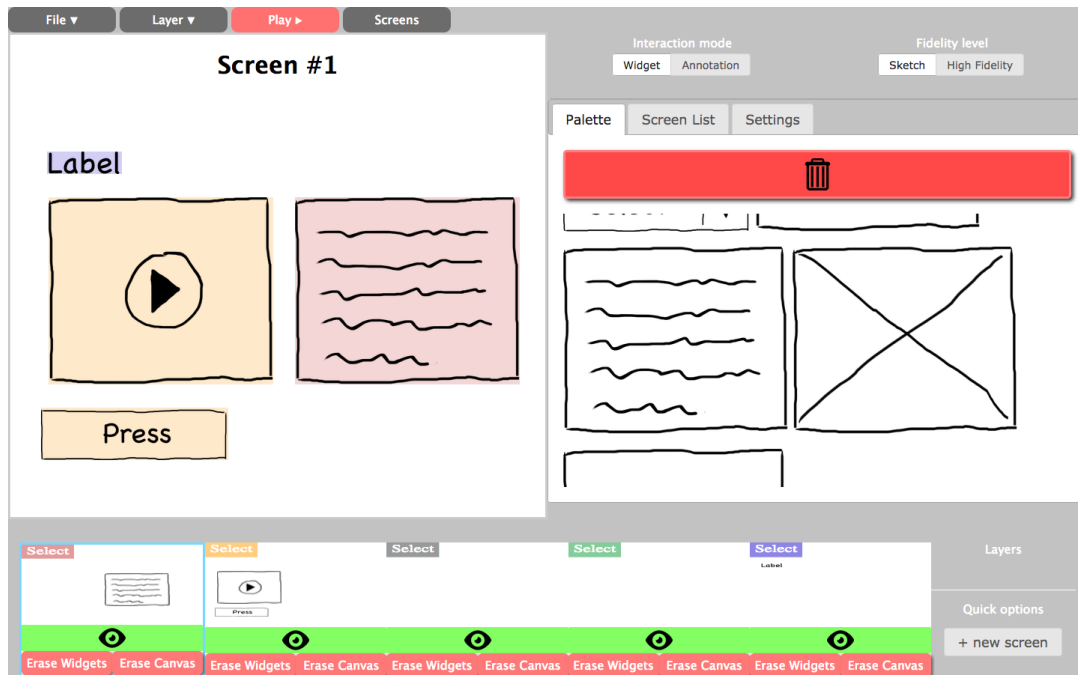 File ▾
Layer ▾
Play ▸
Screens
Screen #1
Interaction mode
Widget
Annotation
Fidelity level
Sketch
High Fidelity
Palette
Screen List
Settings
Label
Press
Select
Select
Select
Select
Select
Label
Press
Erase Widgets
Erase Canvas
Erase Widgets
Erase Canvas
Erase Widgets
Erase Canvas
Erase Widgets
Erase Canvas
Erase Widgets
Erase Canvas
Layers
Quick options
+ new screen